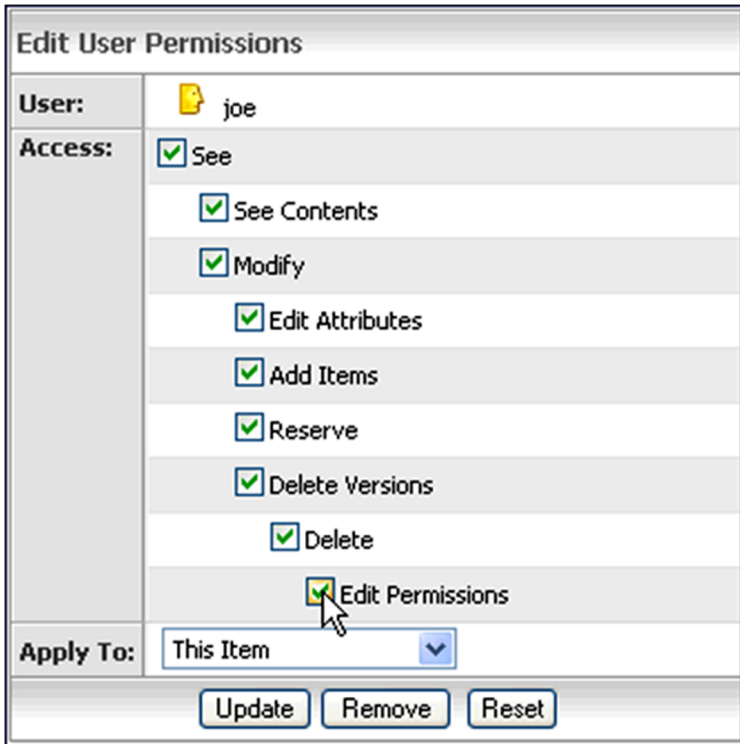 Edit User Permissions
User: joe
Access: See
See Contents
Modify
Edit Attributes
Add Items
Reserve
Delete Versions
Delete
Edit Permissions
Apply To: This Item
Update Remove Reset